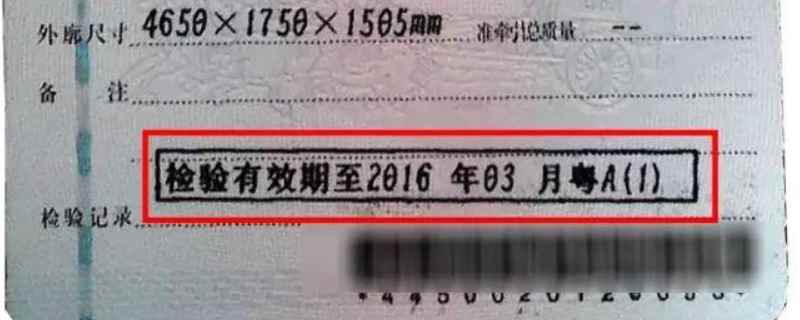 外廓尺寸 4650×1750×1505mm 准牵引总质量 --
备 注
检验有效期至2016 年03 月粤A(1)
检验记录